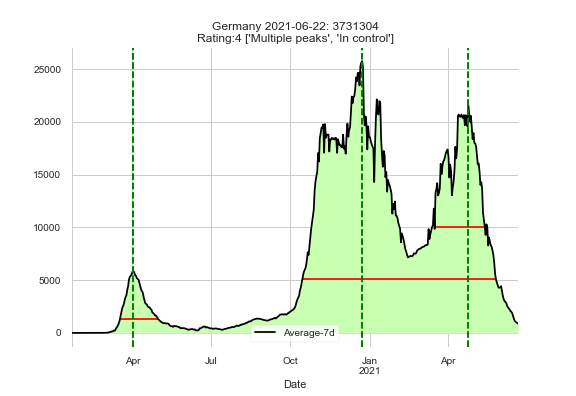 Germany 2021-06-22: 3731304
Rating:4 ['Multiple peaks', 'In control']
25000
20000
15000
10000
5000
0
Average-7d
Apr Jul Oct Jan Apr
2021
Date